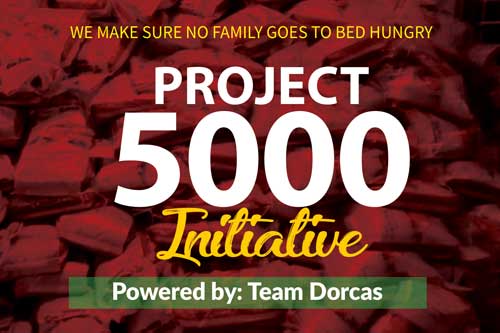 WE MAKE SURE NO FAMILY GOES TO BED HUNGRY
PROJECT
5000
Initiative
Powered by: Team Dorcas